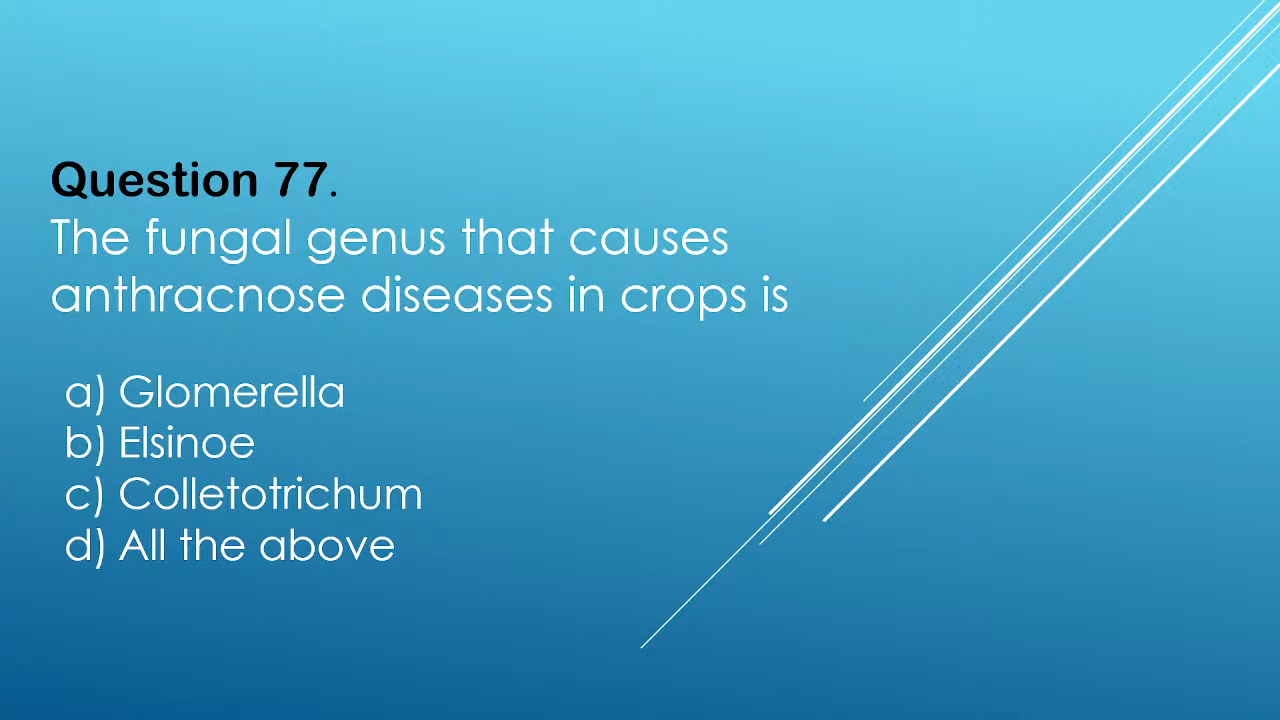 Question 77.
The fungal genus that causes
anthracnose diseases in crops is
a) Glomerella
b) Elsinoe
c) Colletotrichum
d) All the above